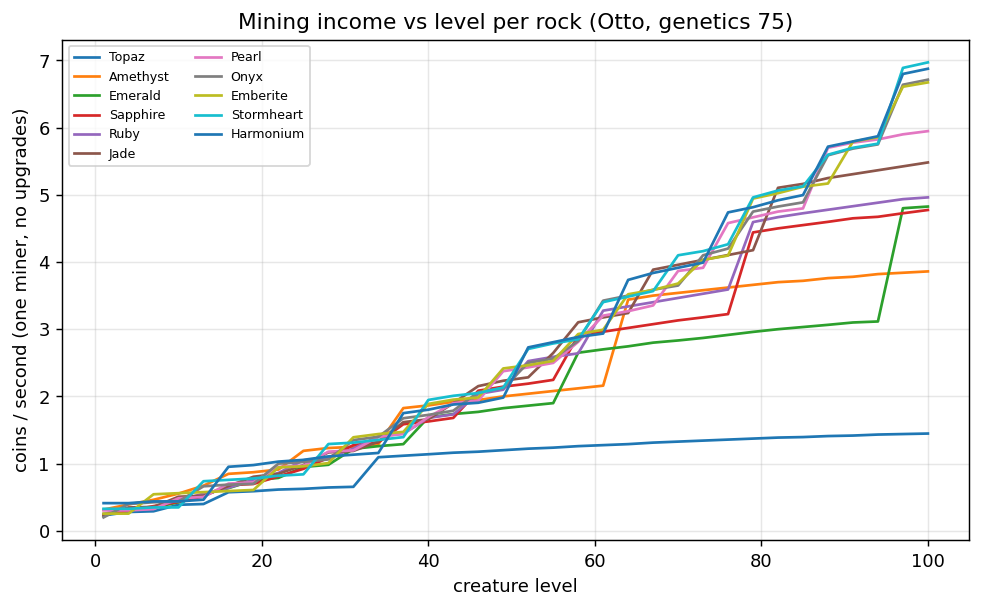 Mining income vs level per rock (Otto, genetics 75)
coins / second (one miner, no upgrades)
7
6
5
4
3
2
1
0
Topaz
Amethyst
Emerald
Sapphire
Ruby
Jade
Pearl
Onyx
Emberite
Stormheart
Harmonium
0
20
40
60
80
100
creature level